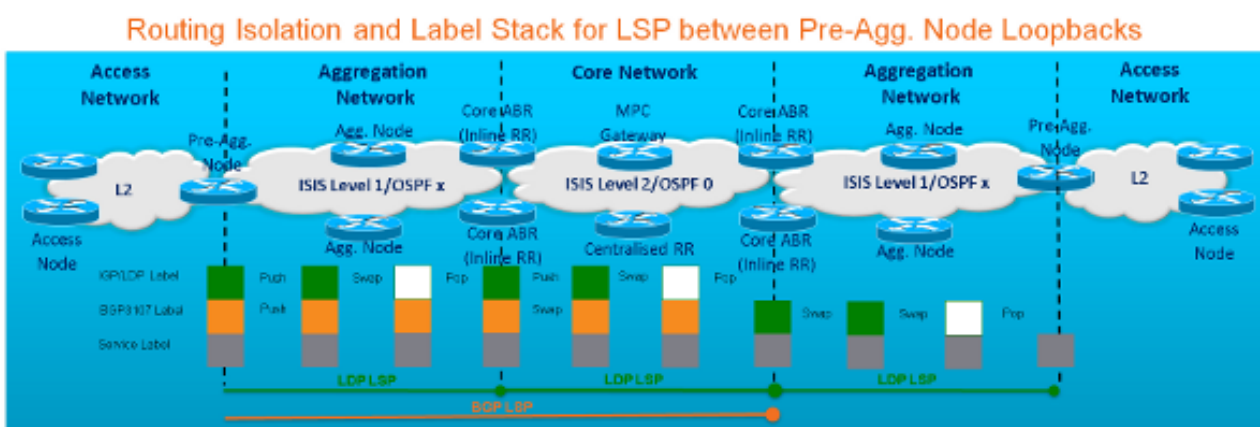 Routing Isolation and Label Stack for LSP between Pre-Agg. Node Loopbacks
Access
Network
Aggregation
Network
Core Network
Aggregation
Network
Access
Network
Pre-Agg.
Node
Agg. Node
Core ABR
(Inline RR)
MPC
Gateway
Core ABR
(Inline RR)
Agg. Node
Pre-Agg.
Node
L2
ISIS Level 1/OSPF x
ISIS Level 2/OSPF 0
ISIS Level 1/OSPF x
L2
Access
Node
Agg. Node
Core ABR
(Inline RR)
Centralised RR
Core ABR
(Inline RR)
Agg. Node
Access
Node
IGP/LDP Label
Push
Swap
Pop
Push
Swap
Pop
BGP3107 Label
Push
Swap
Swap
Swap
Pop
Service Label
LDP LSP
LDP LSP
LDP LSP
BGP LSP